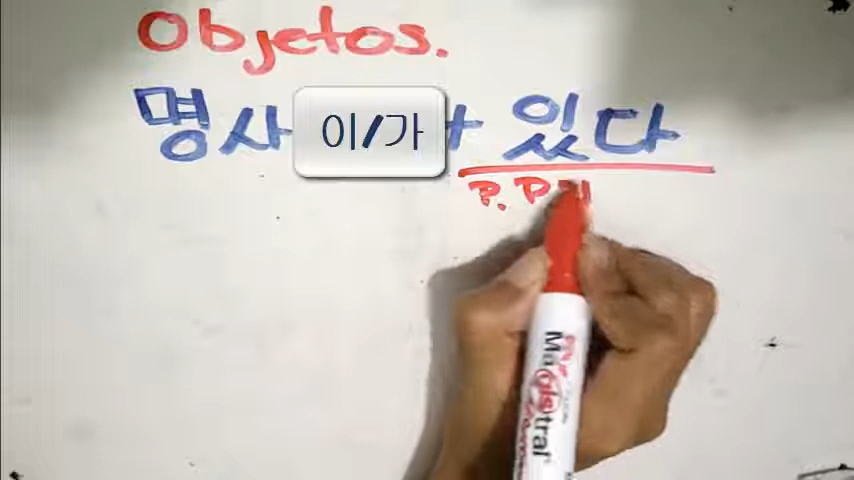 Objetos.
명사 이/가 + 있다
P. P
Magistral